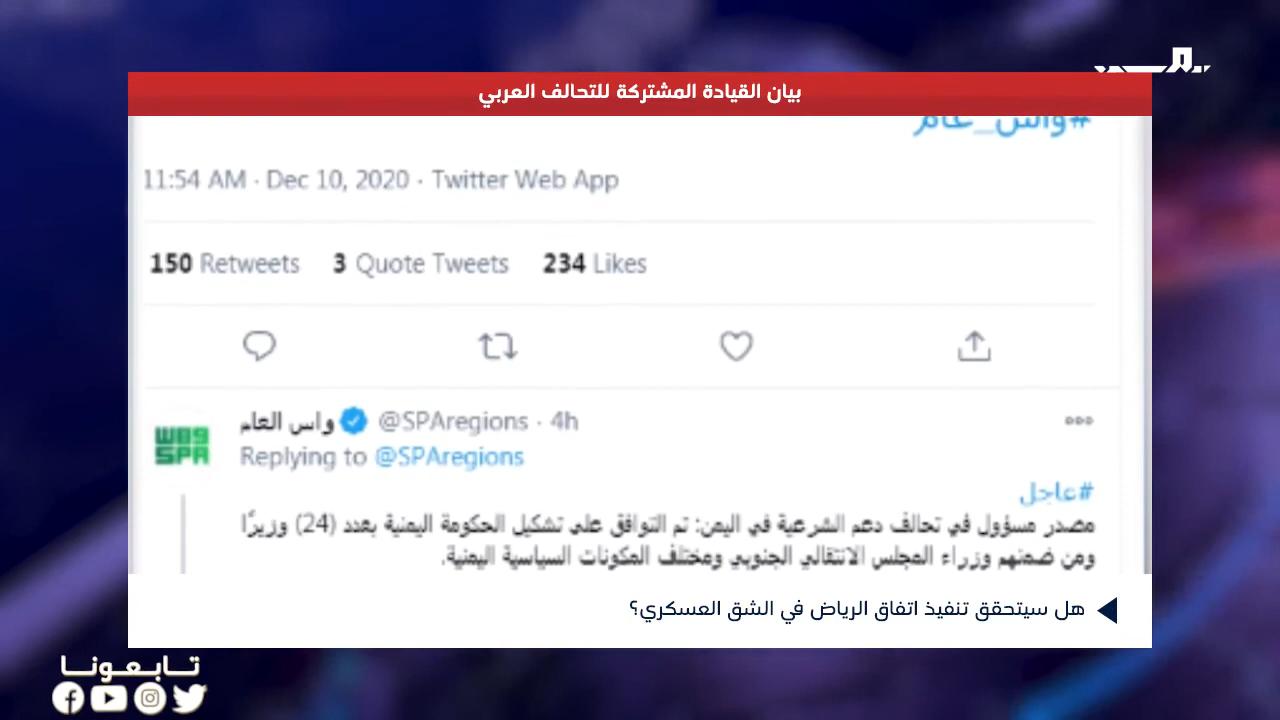 بيان القيادة المشتركة للتحالف العربي
#واس_عام
11:54 AM · Dec 10, 2020 · Twitter Web App
150 Retweets 3 Quote Tweets 234 Likes
واس العام @SPAregions · 4h
Replying to @SPAregions
#عاجل
مصدر مسؤول في تحالف دعم الشرعية في اليمن: تم التوافق على تشكيل الحكومة اليمنية بعدد (24) وزيرًا
ومن ضمنهم وزراء المجلس الانتقالي الجنوبي ومختلف المكونات السياسية اليمنية.
هل سيتحقق تنفيذ اتفاق الرياض في الشق العسكري؟
تابعونا